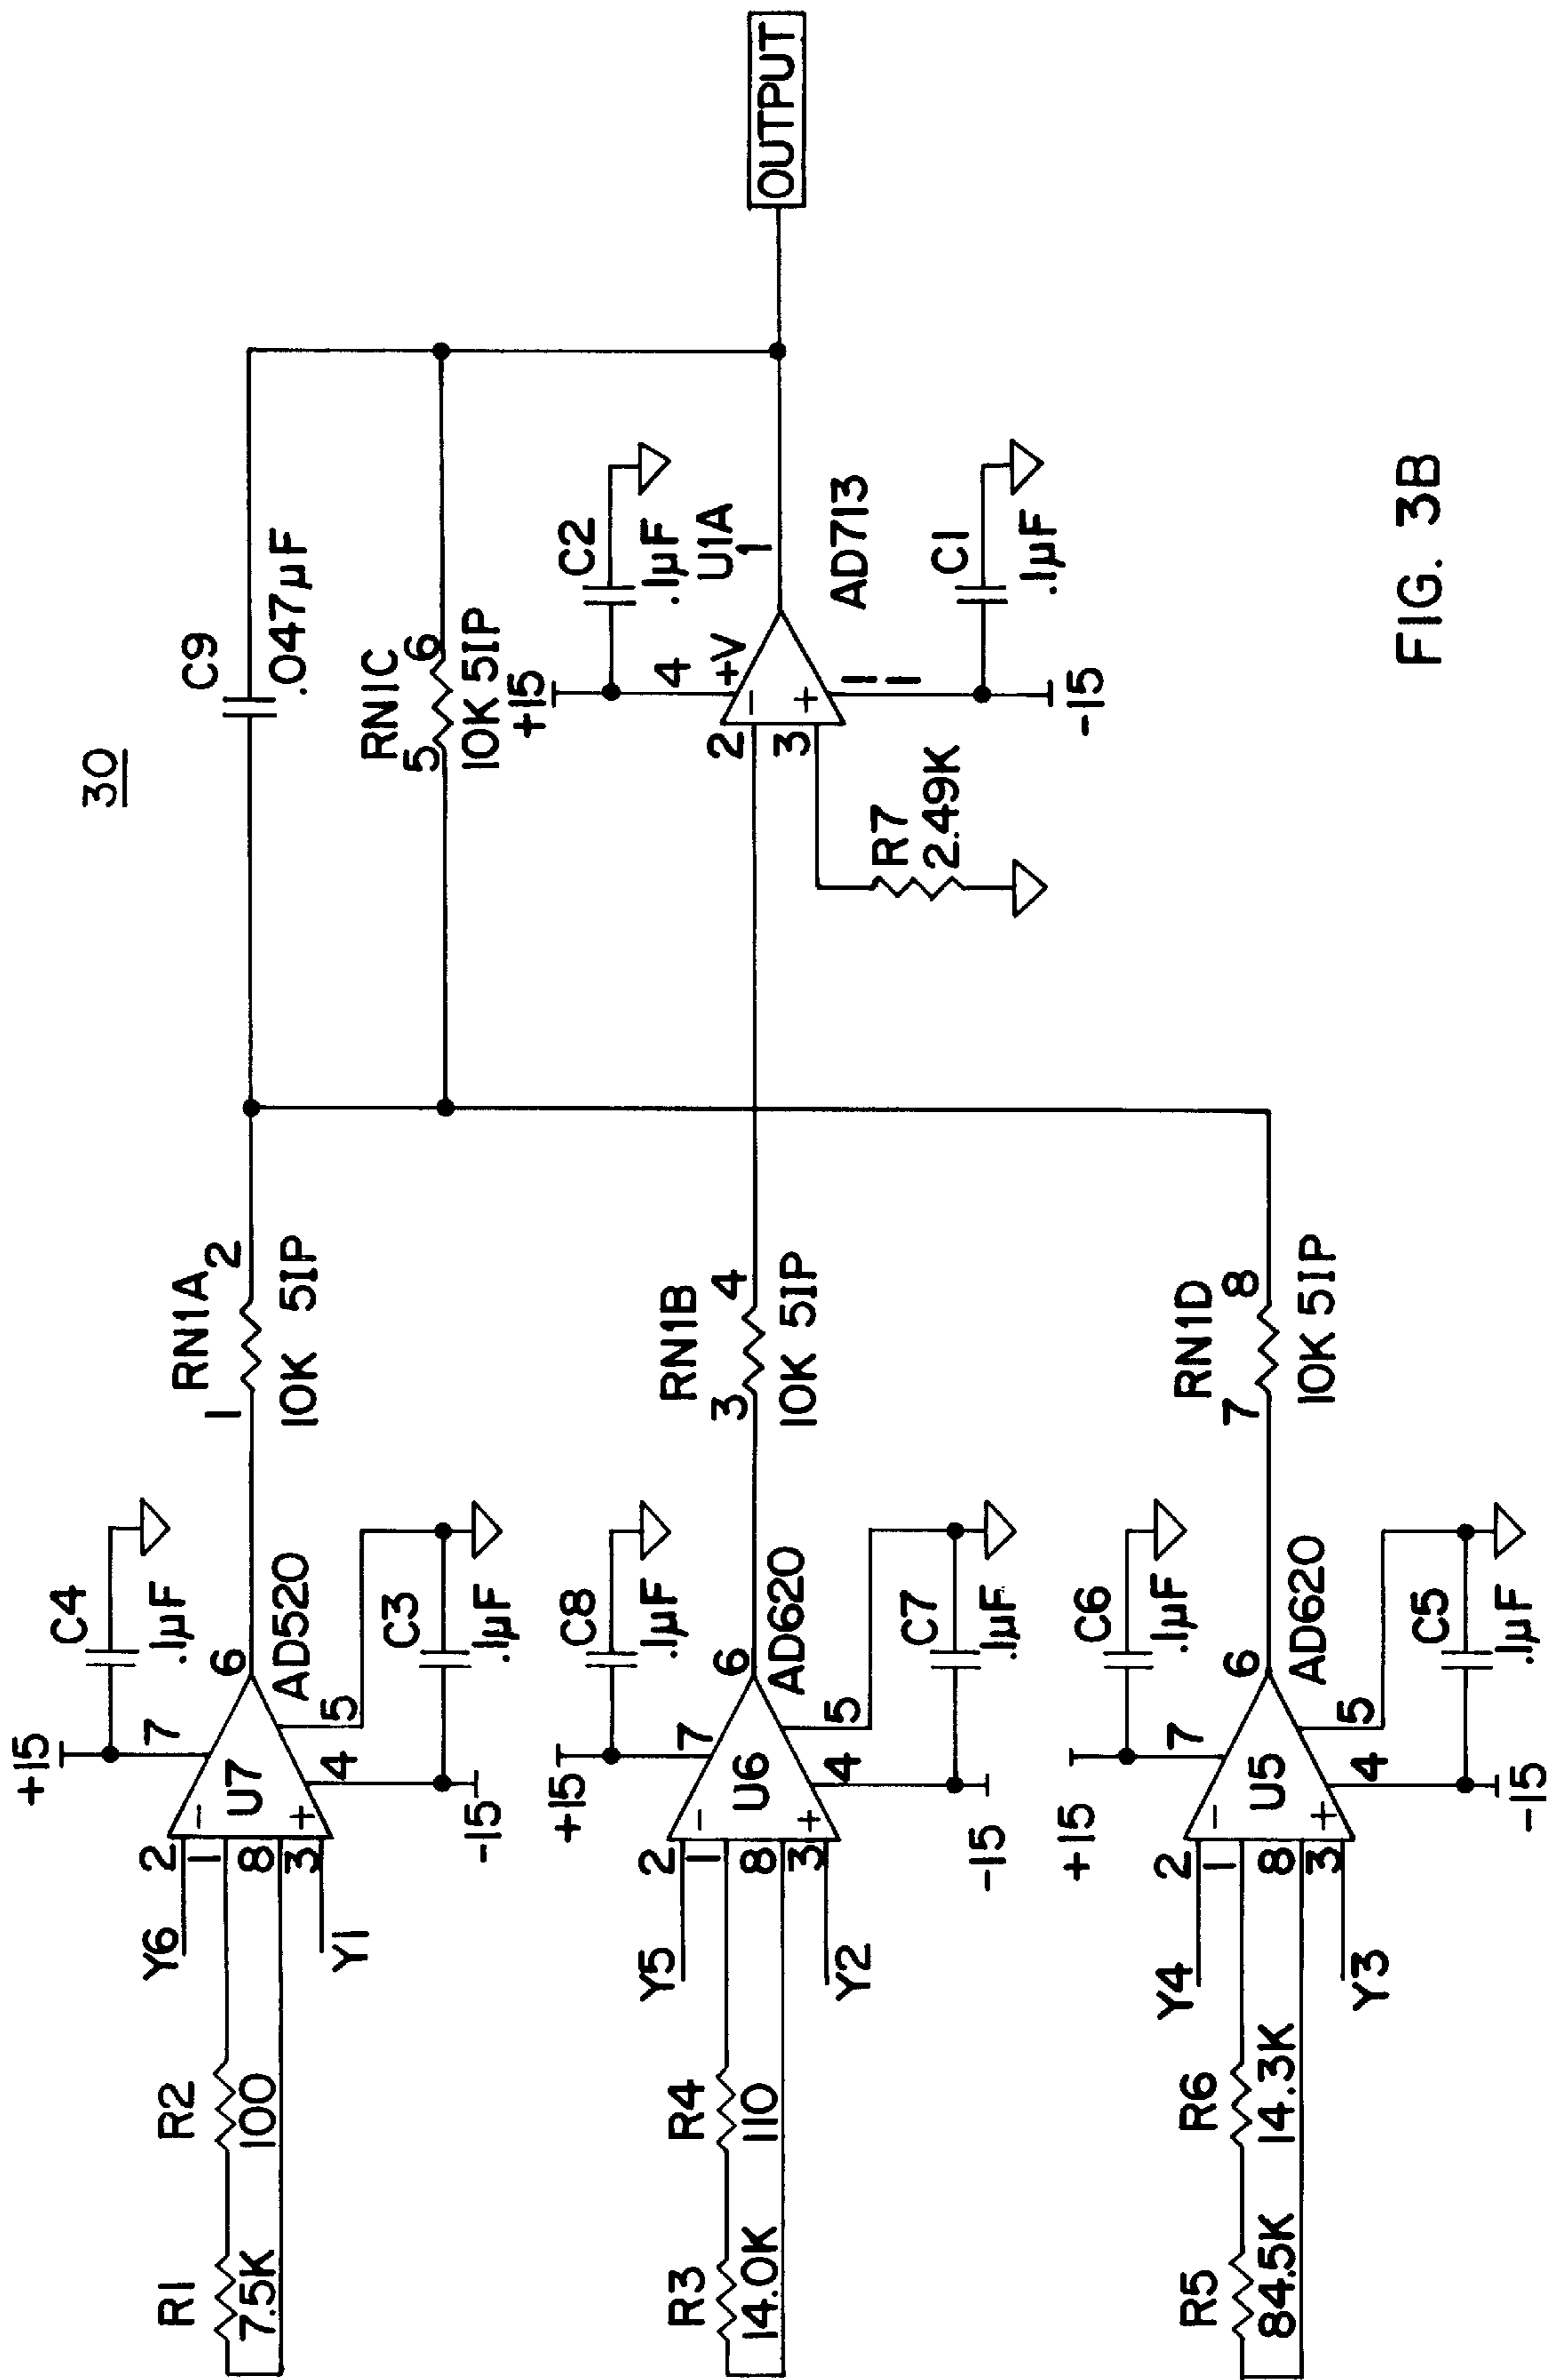 30
C9
.047µF
RN1C
5 6
10K 5IP
OUTPUT
+15
C2
.1µF
4
+V
U1A
1
2
−
3
+
AD713
11
C1
.1µF
-15
R7
2.49K
RN1A
1 2
10K 5IP
RN1B
3 4
10K 5IP
RN1D
7 8
10K 5IP
+15
C4
.1µF
7
6
AD520
U7
2
1
8
3
−
+
5
4
C3
.1µF
-15
Y6
Y1
R1
7.5K
R2
100
+15
C8
.1µF
7
6
AD620
U6
2
1
8
3
−
+
5
4
C7
.1µF
-15
Y5
Y2
R3
14.0K
R4
110
+15
C6
.1µF
7
6
AD620
U5
2
1
8
3
−
+
5
4
C5
.1µF
-15
Y4
Y3
R5
84.5K
R6
14.3K
FIG. 3B